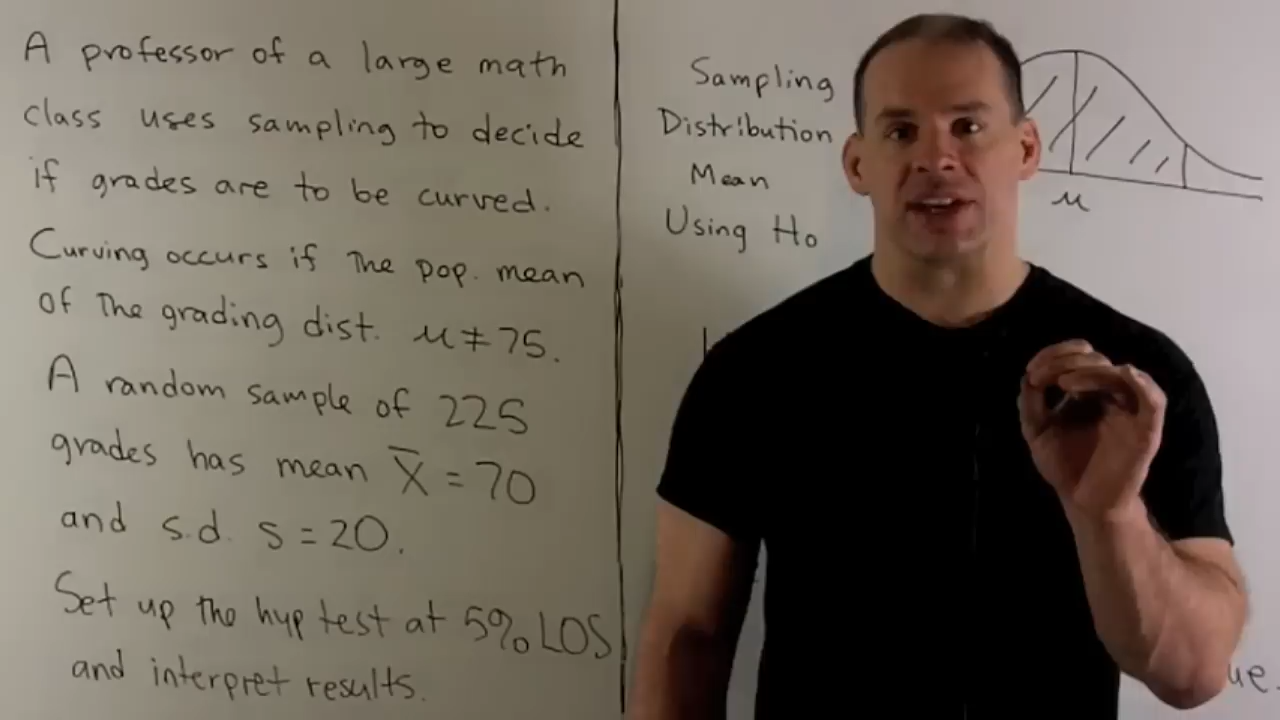 A professor of a large math
class uses sampling to decide
if grades are to be curved.
Curving occurs if the pop. mean
of the grading dist. μ ≠ 75.
A random sample of 225
grades has mean X̄ = 70
and s.d. s = 20.
Set up the hyp test at 5% LOS
and interpret results.
Sampling
Distribution
Mean
Using Ho
μ